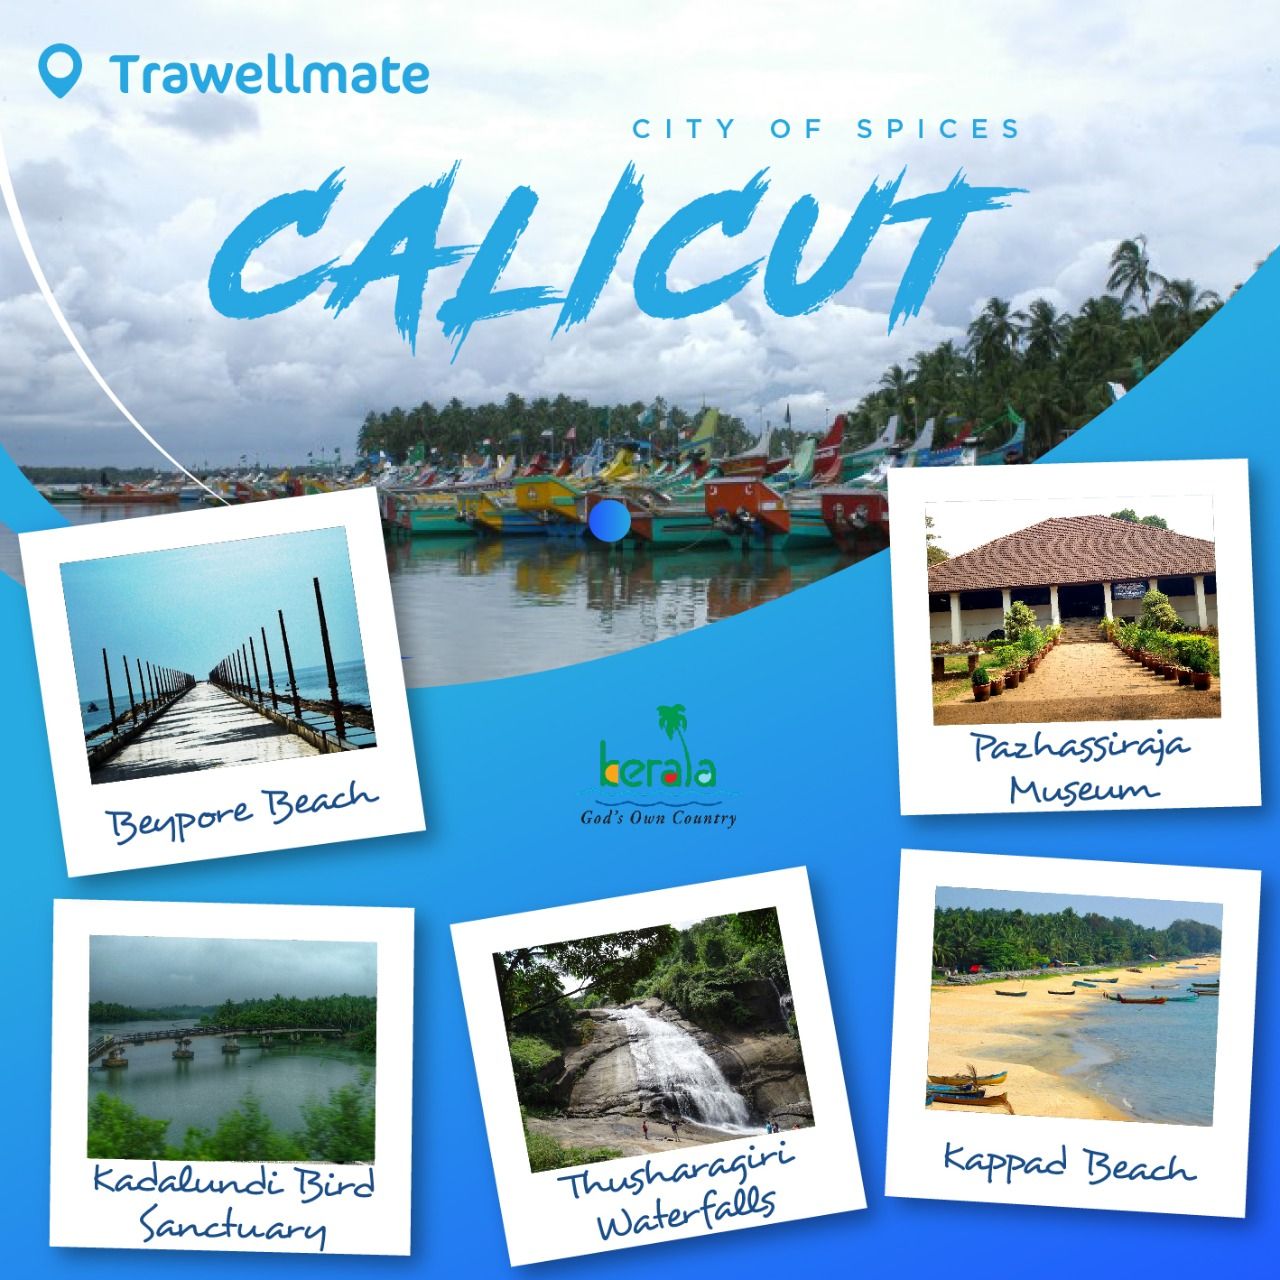 Trawellmate
CITY OF SPICES
CALICUT
Beypore Beach
Pazhassiraja
Museum
kerala
God's Own Country
Kadalundi Bird
Sanctuary
Thusharagiri
Waterfalls
Kappad Beach